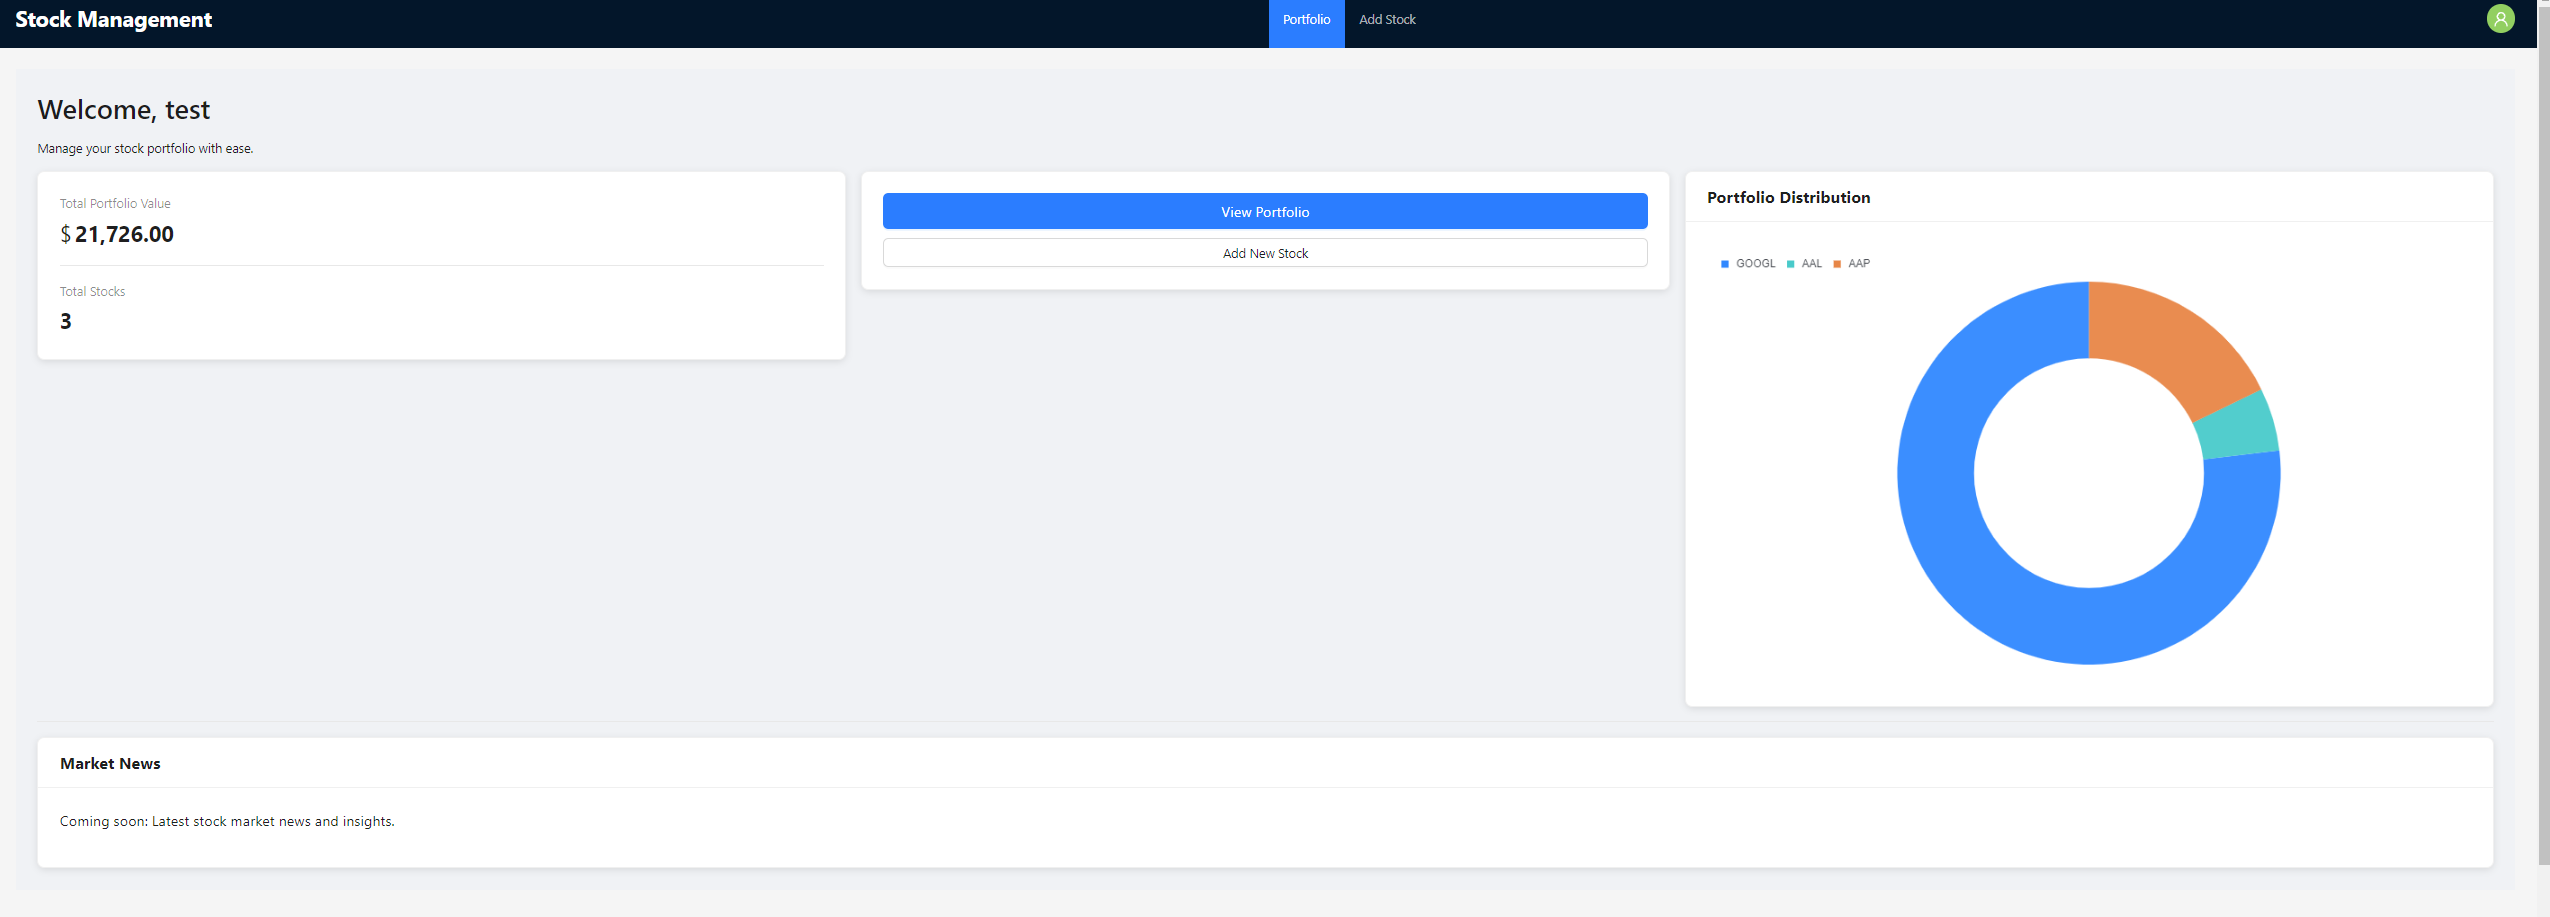 Stock Management
Portfolio
Add Stock
Welcome, test
Manage your stock portfolio with ease.
Total Portfolio Value
$ 21,726.00
Total Stocks
3
View Portfolio
Add New Stock
Portfolio Distribution
GOOGL AAL AAP
Market News
Coming soon: Latest stock market news and insights.